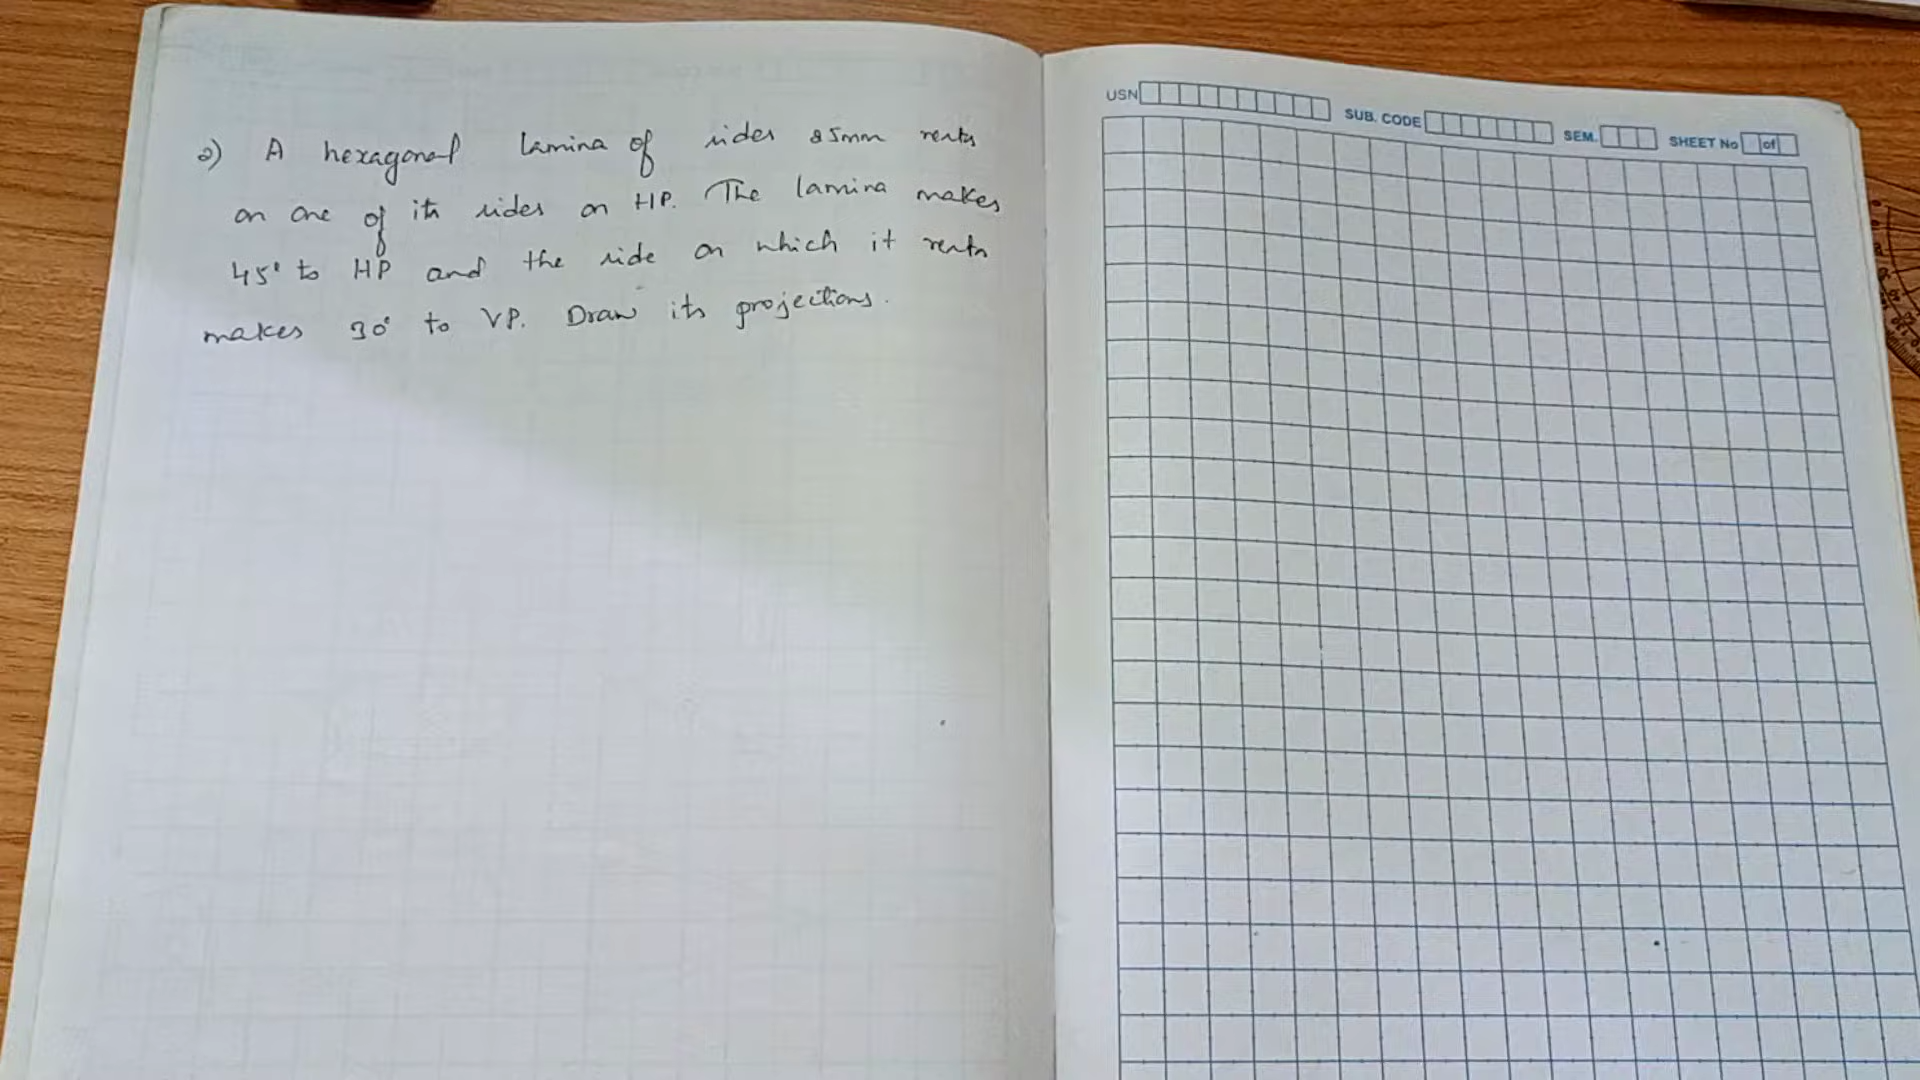 2) A hexagonal lamina of sides 25mm rests
on one of its sides on HP. The lamina makes
45° to HP and the side on which it rests
makes 30° to VP. Draw its projections.
USN SUB. CODE SEM. SHEET No of